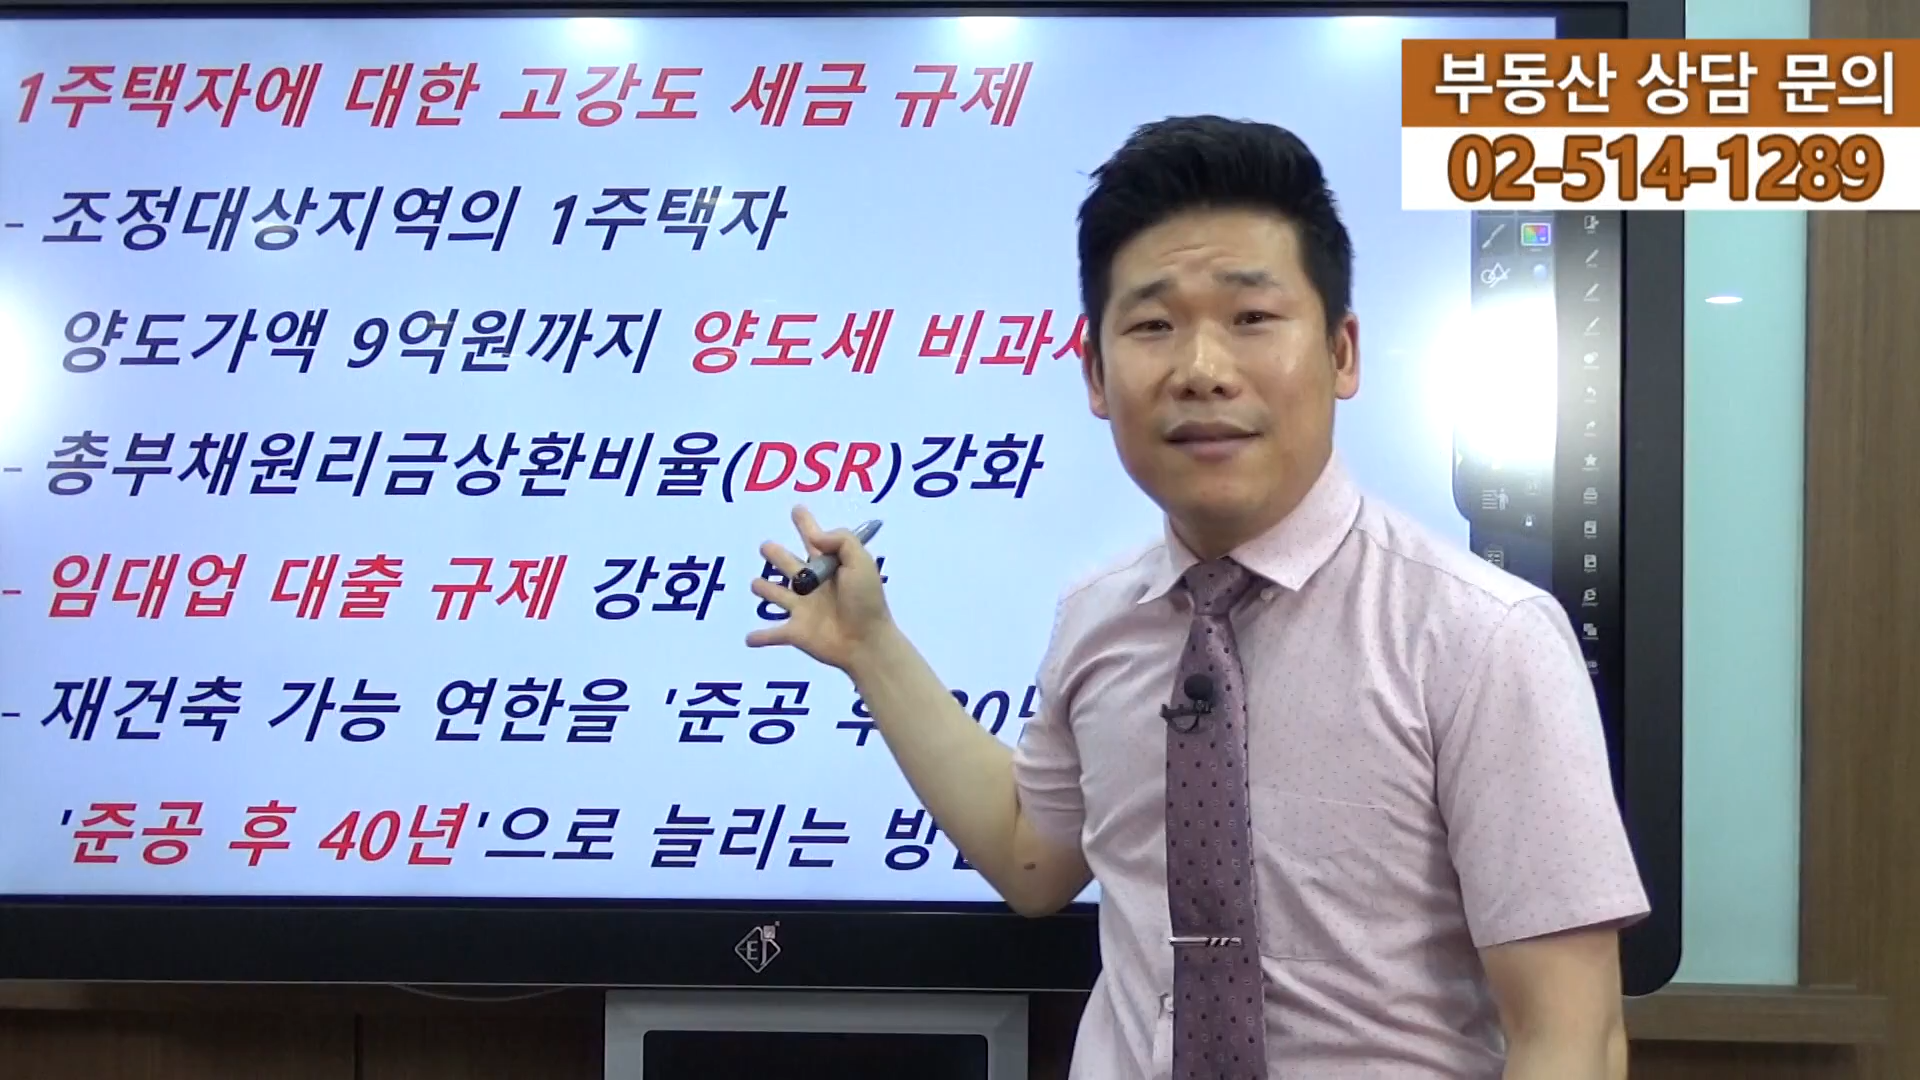 1주택자에 대한 고강도 세금 규제
- 조정대상지역의 1주택자
양도가액 9억원까지 양도세
- 총부채원리금상환비율(DSR)강화
- 임대업 대출 규제 강화
- 재건축 가능 연한을 '준공
'준공 후 40년'으로 늘리는
부동산 상담 문의
02-514-1289
EJ